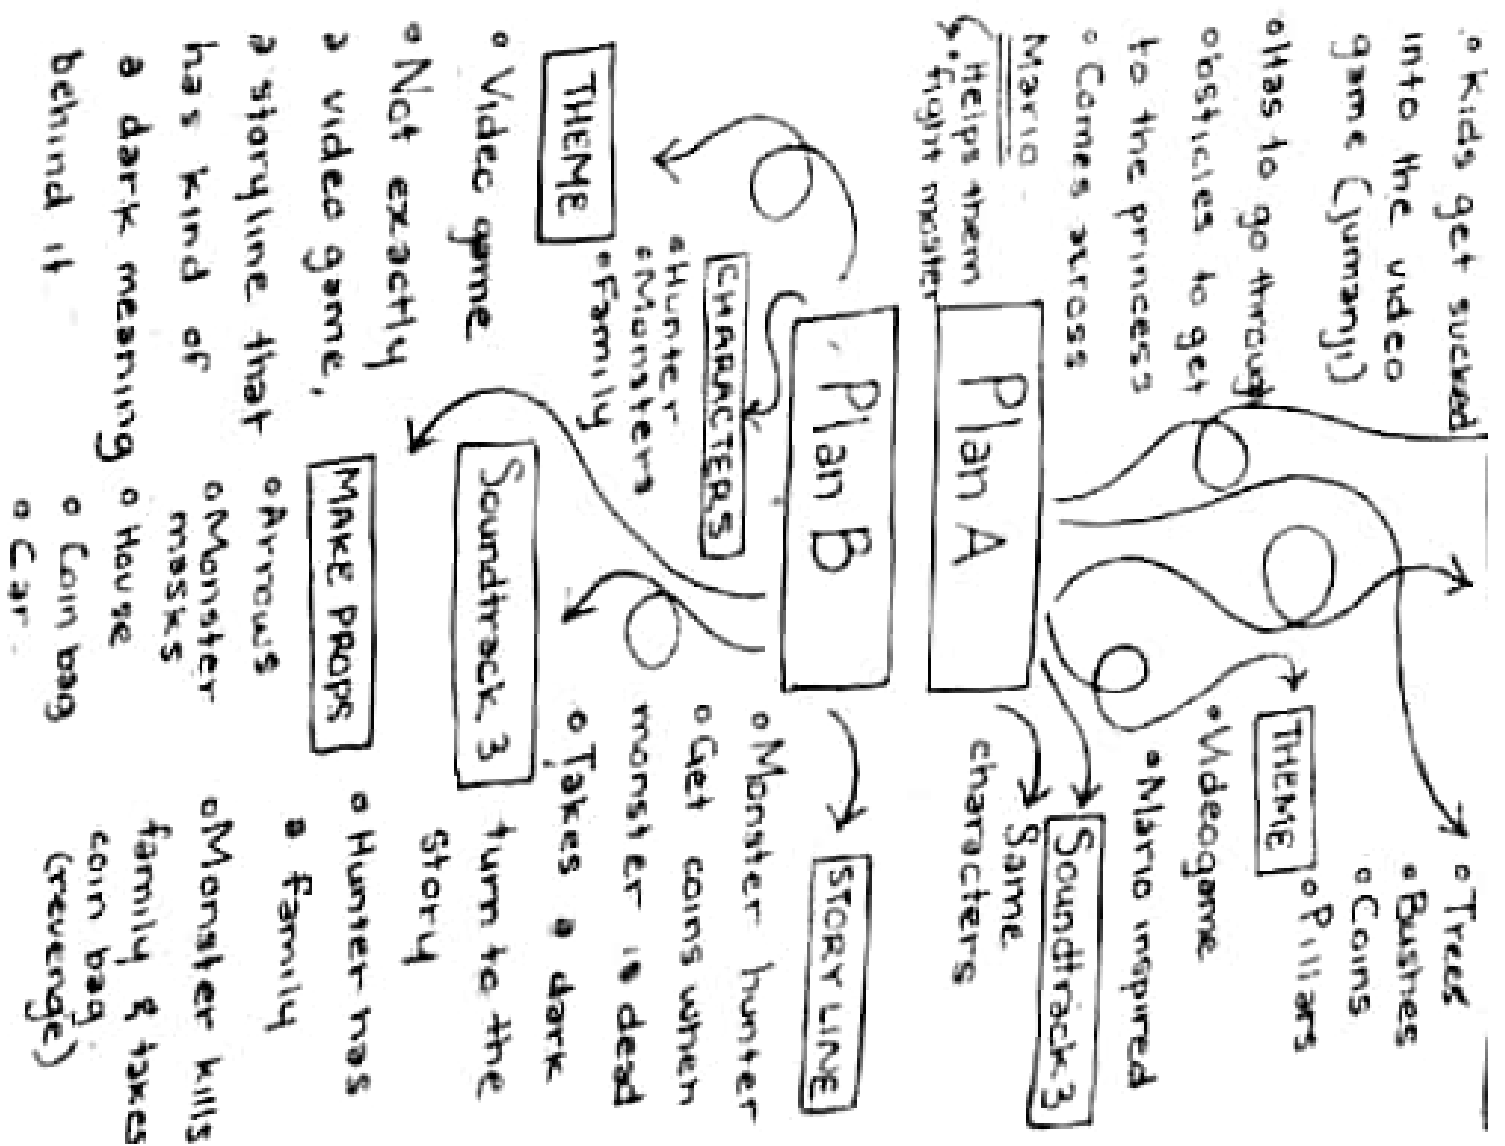 • Kids get sucked
into the video
game (jumanji)
• Has to go through
obsticles to get
to the princess
• Comes across
Mario
↳ Helps them
& fight moster
• Trees
• Bushes
• Coins
• Pillars
THEME
• Videogame
• Mario inspired
Soundtrack 3
Same
characters
Plan A
Plan B
CHARACTERS
• Hunter
• Monsters
• Family
THEME
• Video game
• Not exactly
a video game,
a storyline that
has kind of
a dark meaning
behind it
STORYLINE
• Monster hunter
• Get coins when
monster is dead
• Takes a dark
turn to the
story
• Hunter has
a family
• Monster kills
family & takes
coin bag
(revenge)
Soundtrack 3
MAKE PROPS
• Arrows
• Monster
masks
• House
• Coin bag
• Car